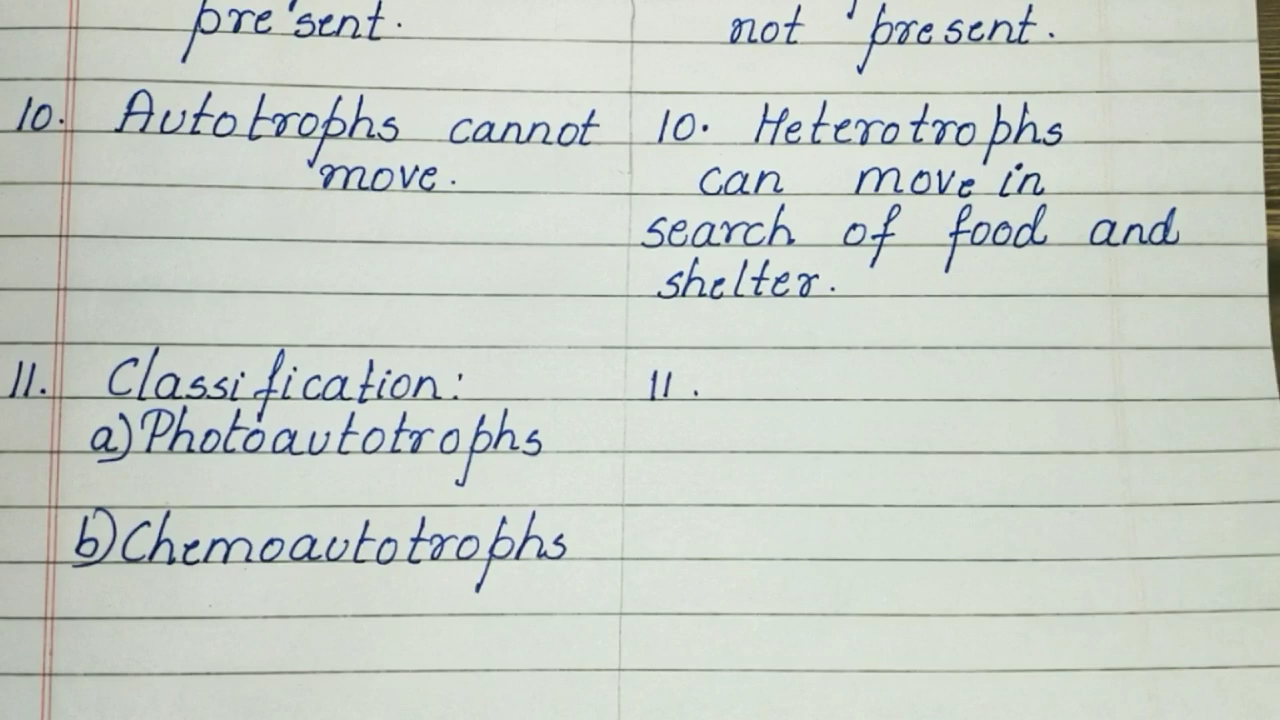 present.
not present.
10. Autotrophs cannot
move.
10. Heterotrophs
can move in
search of food and
shelter.
11. Classification:
a) Photoautotrophs
b) Chemoautotrophs
11.